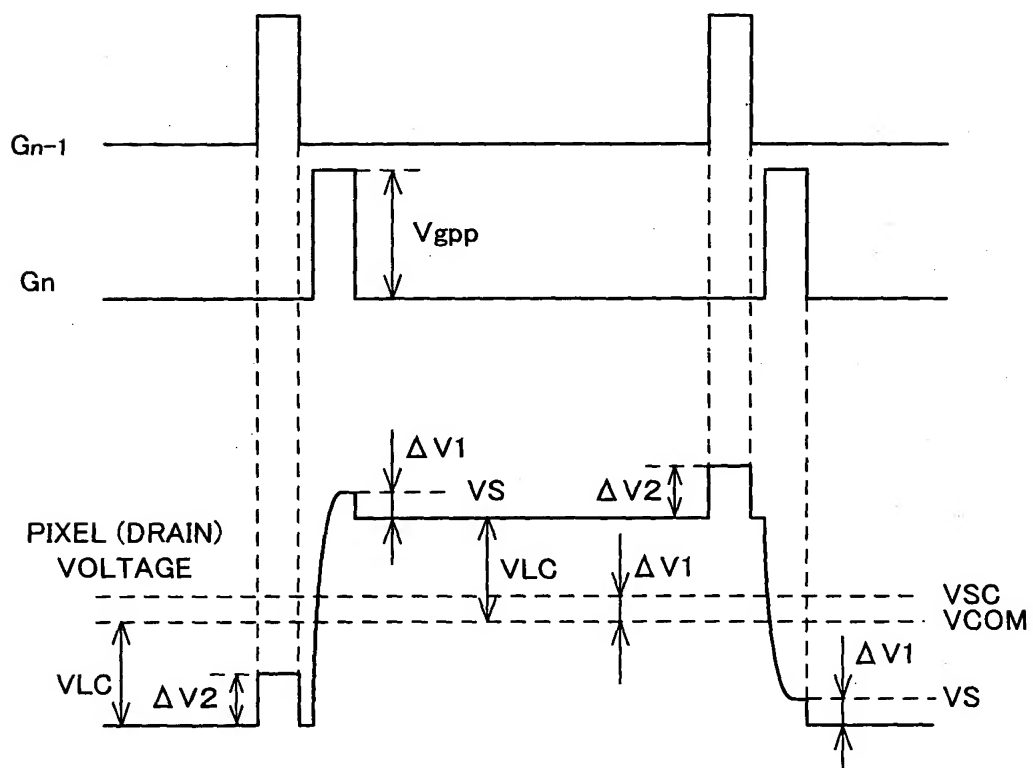 Gn-1
Vgpp
Gn
ΔV1
VS
ΔV2
PIXEL (DRAIN)
VOLTAGE
VLC
ΔV1
VSC
VCOM
ΔV1
VLC
ΔV2
VS